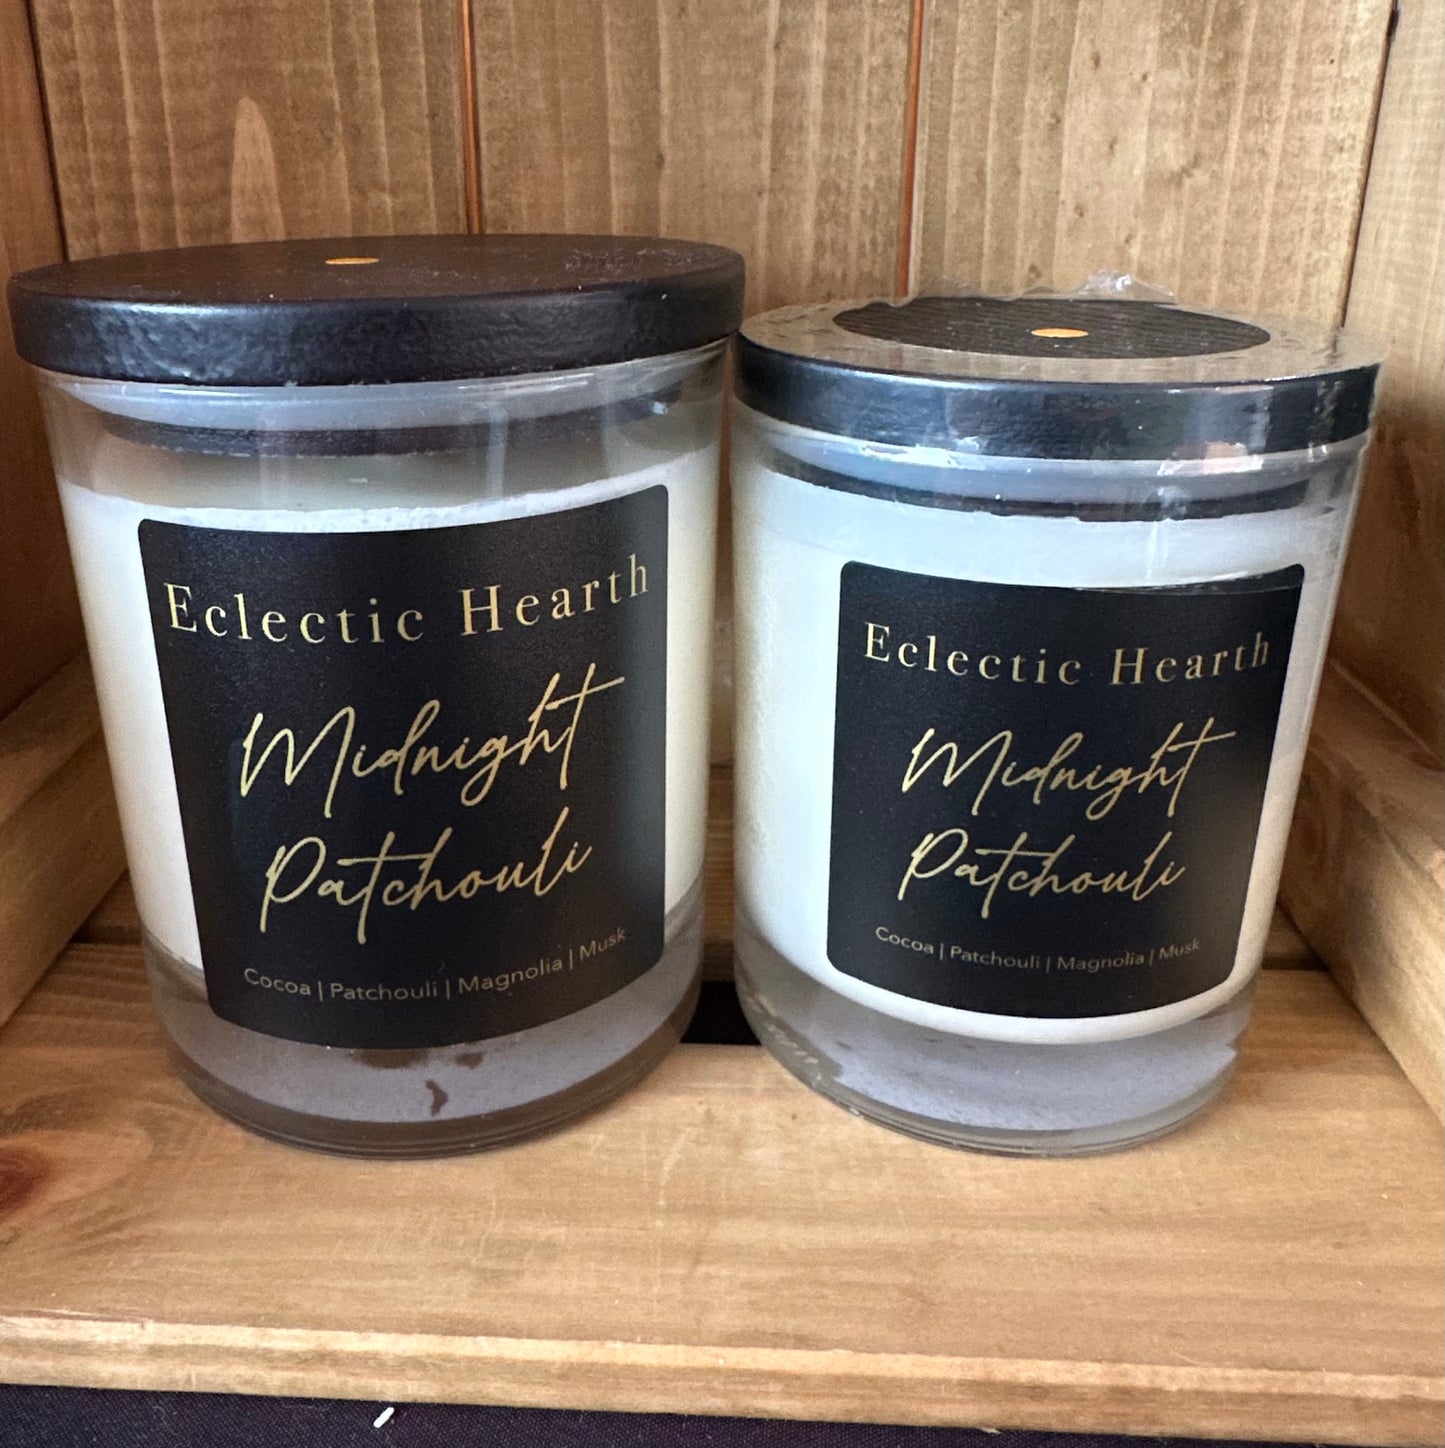 Eclectic Hearth
Midnight
Patchouli
Cocoa | Patchouli | Magnolia | Musk
Eclectic Hearth
Midnight
Patchouli
Cocoa | Patchouli | Magnolia | Musk